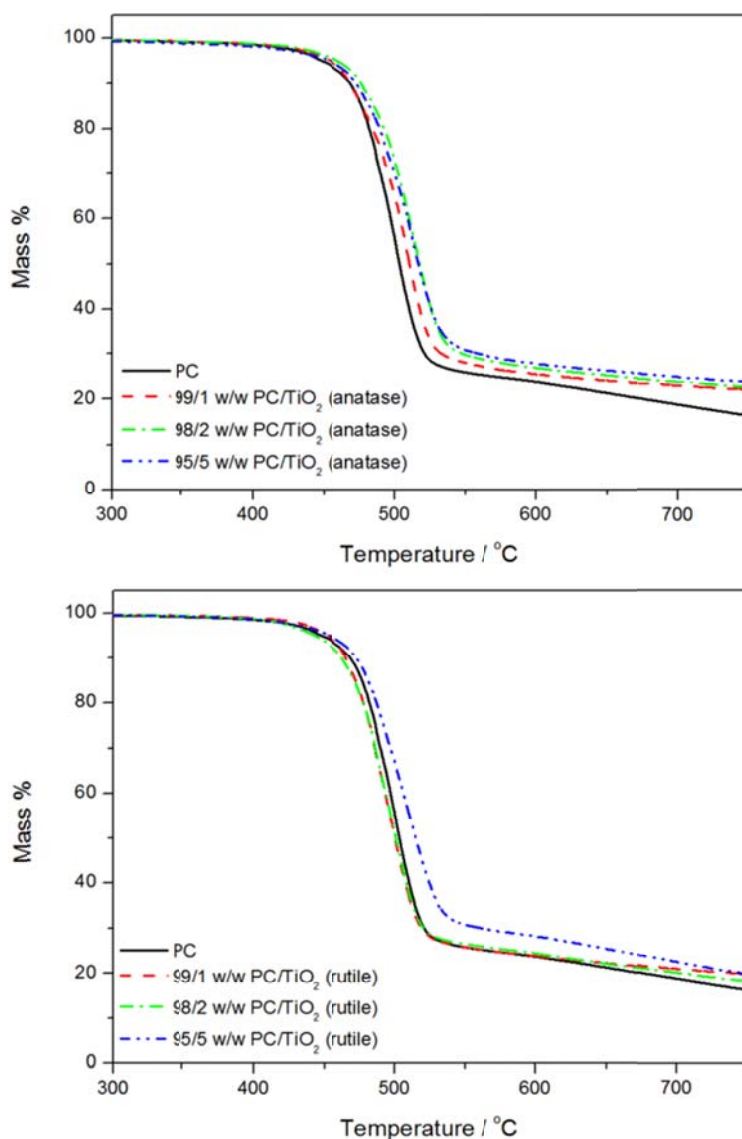 100
80
60
40
20
0
Mass %
PC
99/1 w/w PC/TiO₂ (anatase)
98/2 w/w PC/TiO₂ (anatase)
95/5 w/w PC/TiO₂ (anatase)
300 400 500 600 700
Temperature / °C
100
80
60
40
20
0
Mass %
PC
99/1 w/w PC/TiO₂ (rutile)
98/2 w/w PC/TiO₂ (rutile)
95/5 w/w PC/TiO₂ (rutile)
300 400 500 600 700
Temperature / °C